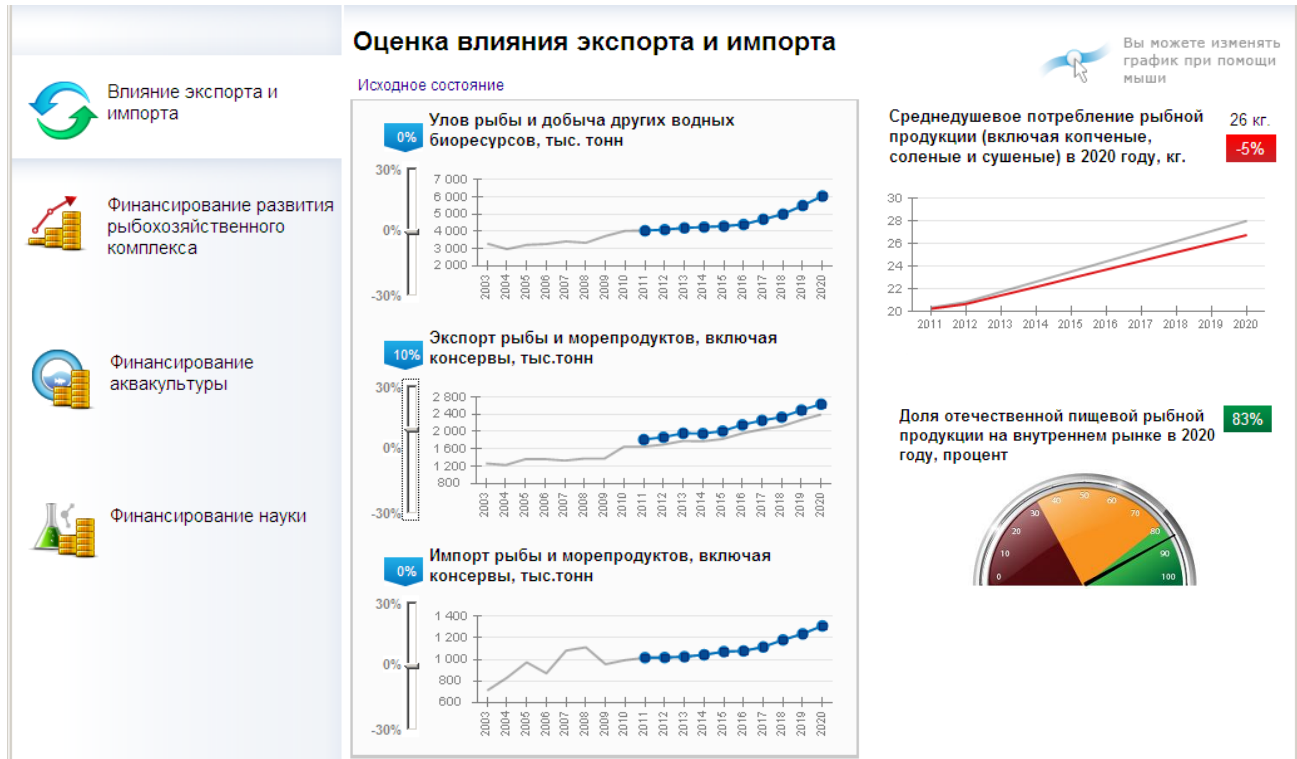 Оценка влияния экспорта и импорта
Вы можете изменять
график при помощи
мыши
Влияние экспорта и
импорта
Финансирование развития
рыбохозяйственного
комплекса
Финансирование
аквакультуры
Финансирование науки
Исходное состояние
0%
Улов рыбы и добыча других водных
биоресурсов, тыс. тонн
30%
0%
-30%
7 000
6 000
5 000
4 000
3 000
2 000
2003 2004 2005 2006 2007 2008 2009 2010 2011 2012 2013 2014 2015 2016 2017 2018 2019 2020
10%
Экспорт рыбы и морепродуктов, включая
консервы, тыс.тонн
30%
0%
-30%
2 800
2 400
2 000
1 600
1 200
800
2003 2004 2005 2006 2007 2008 2009 2010 2011 2012 2013 2014 2015 2016 2017 2018 2019 2020
0%
Импорт рыбы и морепродуктов, включая
консервы, тыс.тонн
30%
0%
-30%
1 400
1 200
1 000
800
600
2003 2004 2005 2006 2007 2008 2009 2010 2011 2012 2013 2014 2015 2016 2017 2018 2019 2020
Среднедушевое потребление рыбной
продукции (включая копченые,
соленые и сушеные) в 2020 году, кг.
26 кг.
-5%
30
28
26
24
22
20
2011 2012 2013 2014 2015 2016 2017 2018 2019 2020
Доля отечественной пищевой рыбной
продукции на внутреннем рынке в 2020
году, процент
83%
0 10 20 30 40 50 60 70 80 90 100